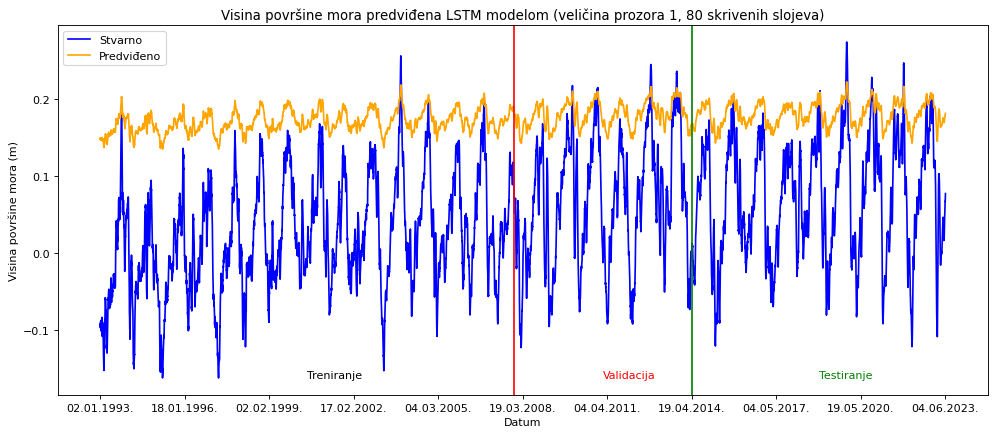 Visina površine mora predviđena LSTM modelom (veličina prozora 1, 80 skrivenih slojeva)
Stvarno
Predviđeno
Visina površine mora (m)
0.2
0.1
0.0
−0.1
Treniranje
Validacija
Testiranje
02.01.1993.
18.01.1996.
02.02.1999.
17.02.2002.
04.03.2005.
19.03.2008.
04.04.2011.
19.04.2014.
04.05.2017.
19.05.2020.
04.06.2023.
Datum